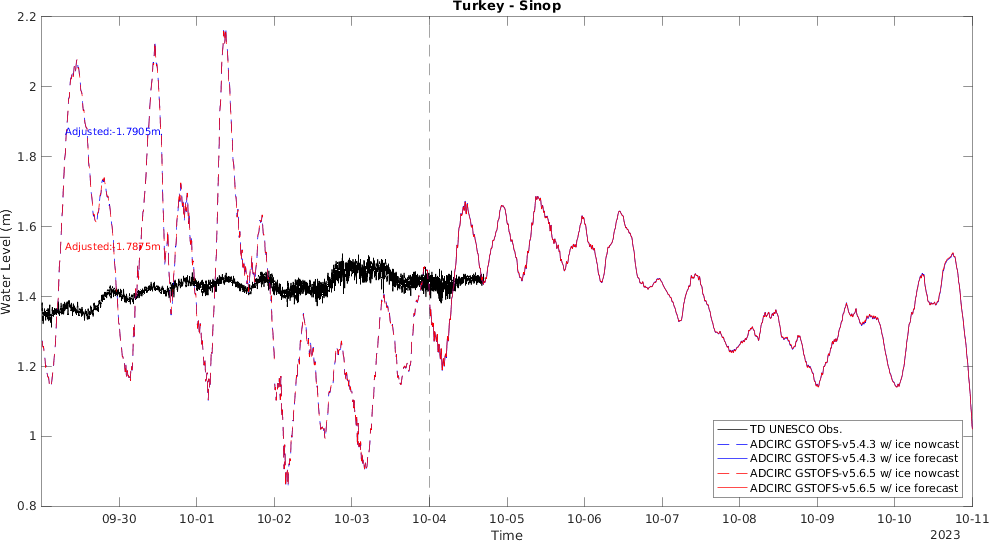 Turkey - Sinop
2.2
2
1.8
1.6
1.4
1.2
1
0.8
Water Level (m)
Adjusted:-1.7905m
Adjusted:-1.7875m
TD UNESCO Obs.
ADCIRC GSTOFS-v5.4.3 w/ ice nowcast
ADCIRC GSTOFS-v5.4.3 w/ ice forecast
ADCIRC GSTOFS-v5.6.5 w/ ice nowcast
ADCIRC GSTOFS-v5.6.5 w/ ice forecast
09-30 10-01 10-02 10-03 10-04 10-05 10-06 10-07 10-08 10-09 10-10 10-11
Time
2023